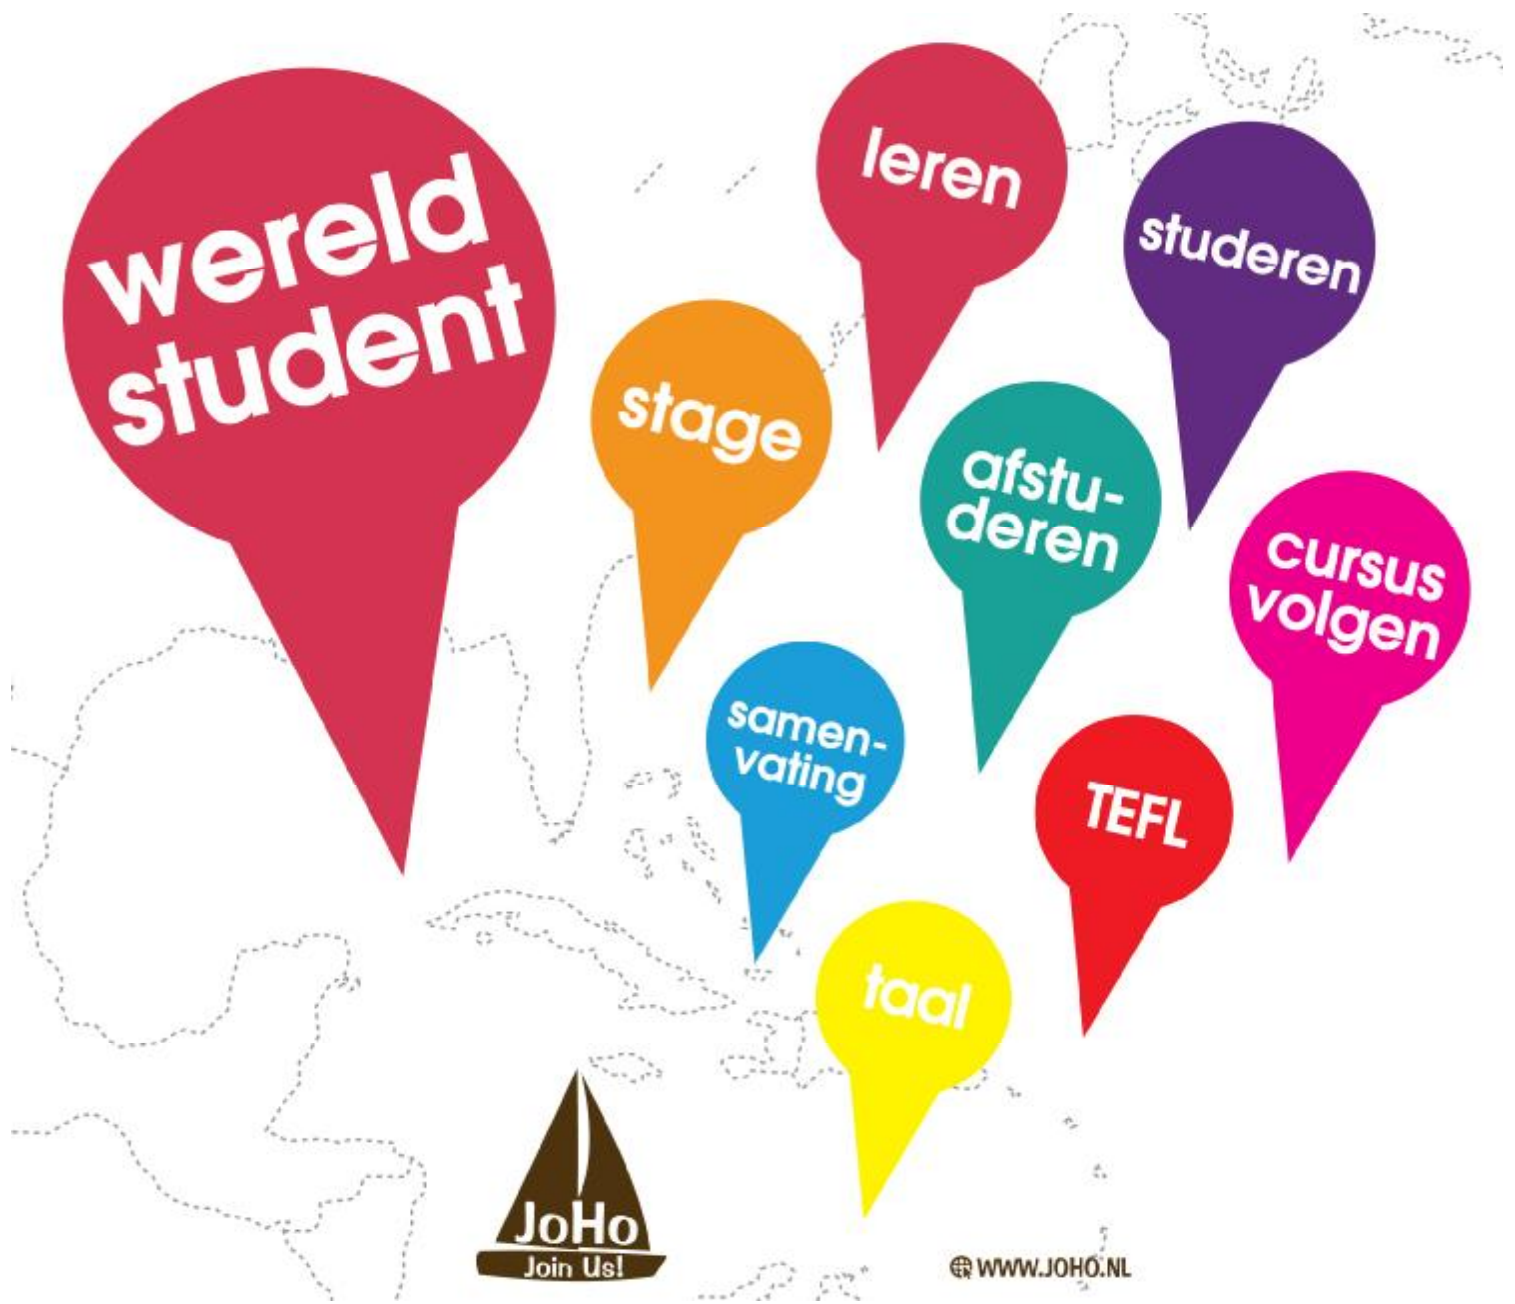 wereld
student
leren
studeren
stage
afstu-
deren
cursus
volgen
samen-
vating
TEFL
taal
JoHo
Join Us!
WWW.JOHO.NL